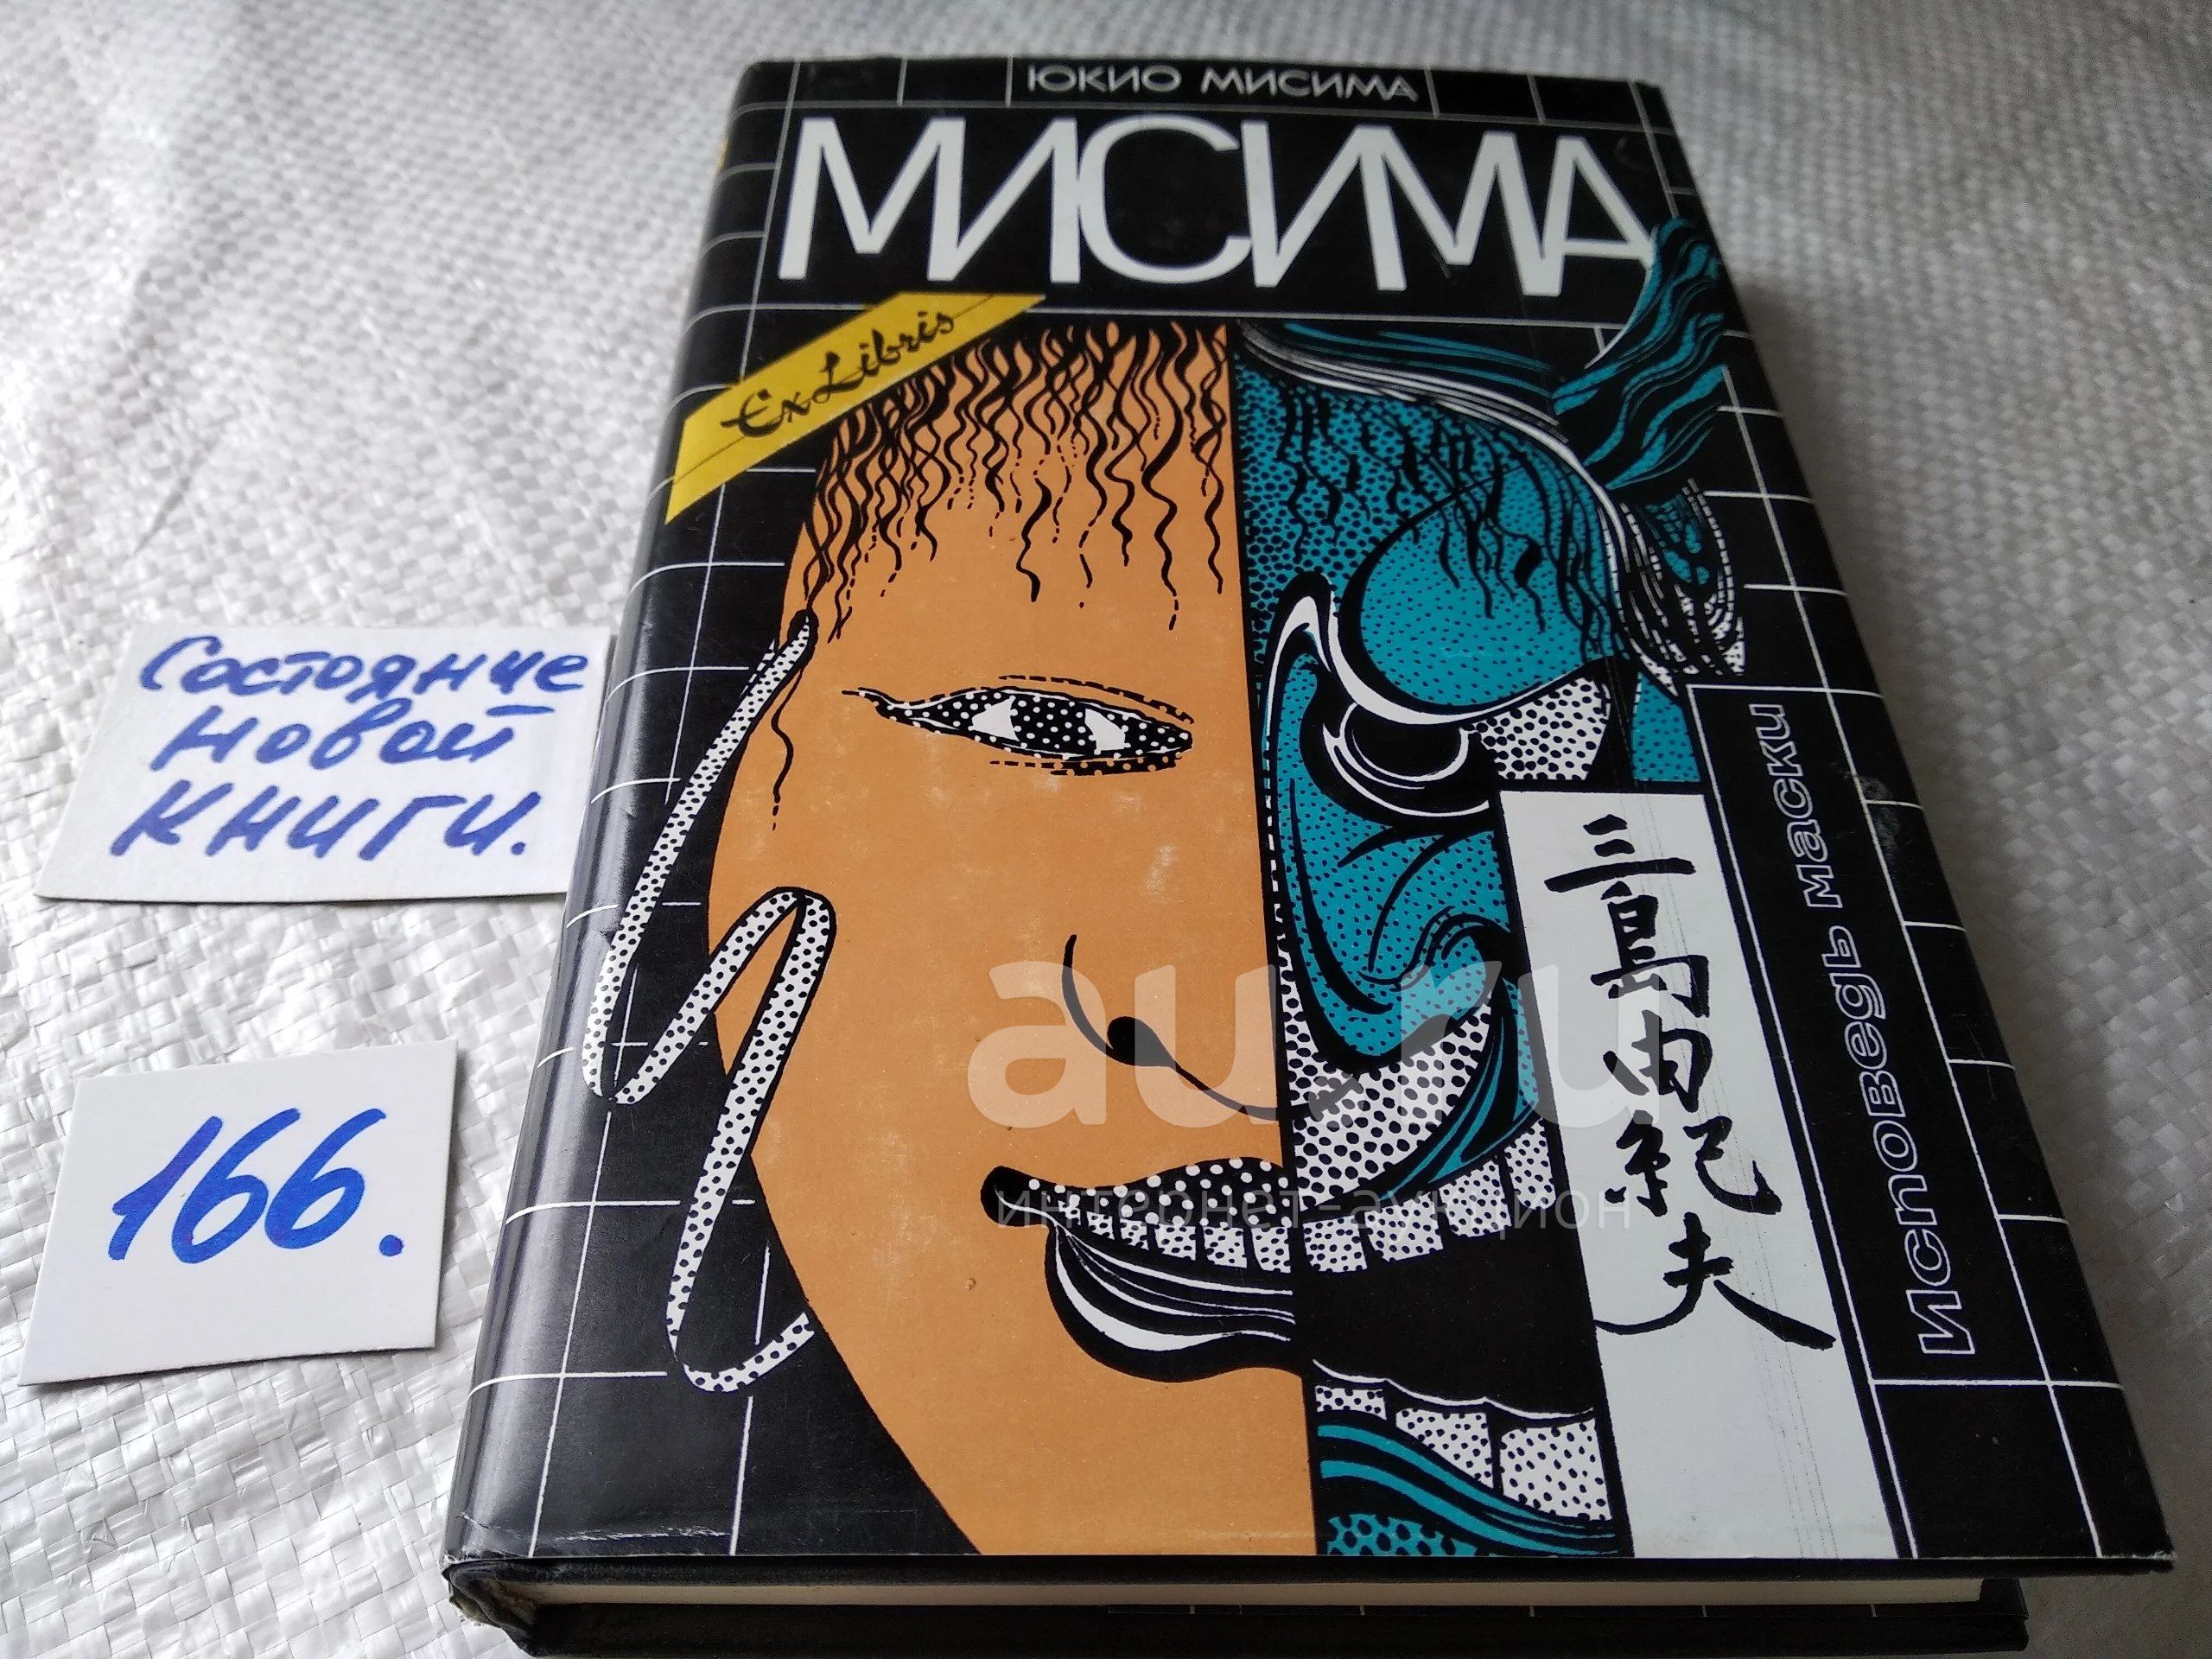 ЮКИО МИСИМА
МИСИМА
Ex Libris
Состояние
новой
книги.
166.
三島由紀夫
Исповедь маски
au.ru
интернет-аукцион